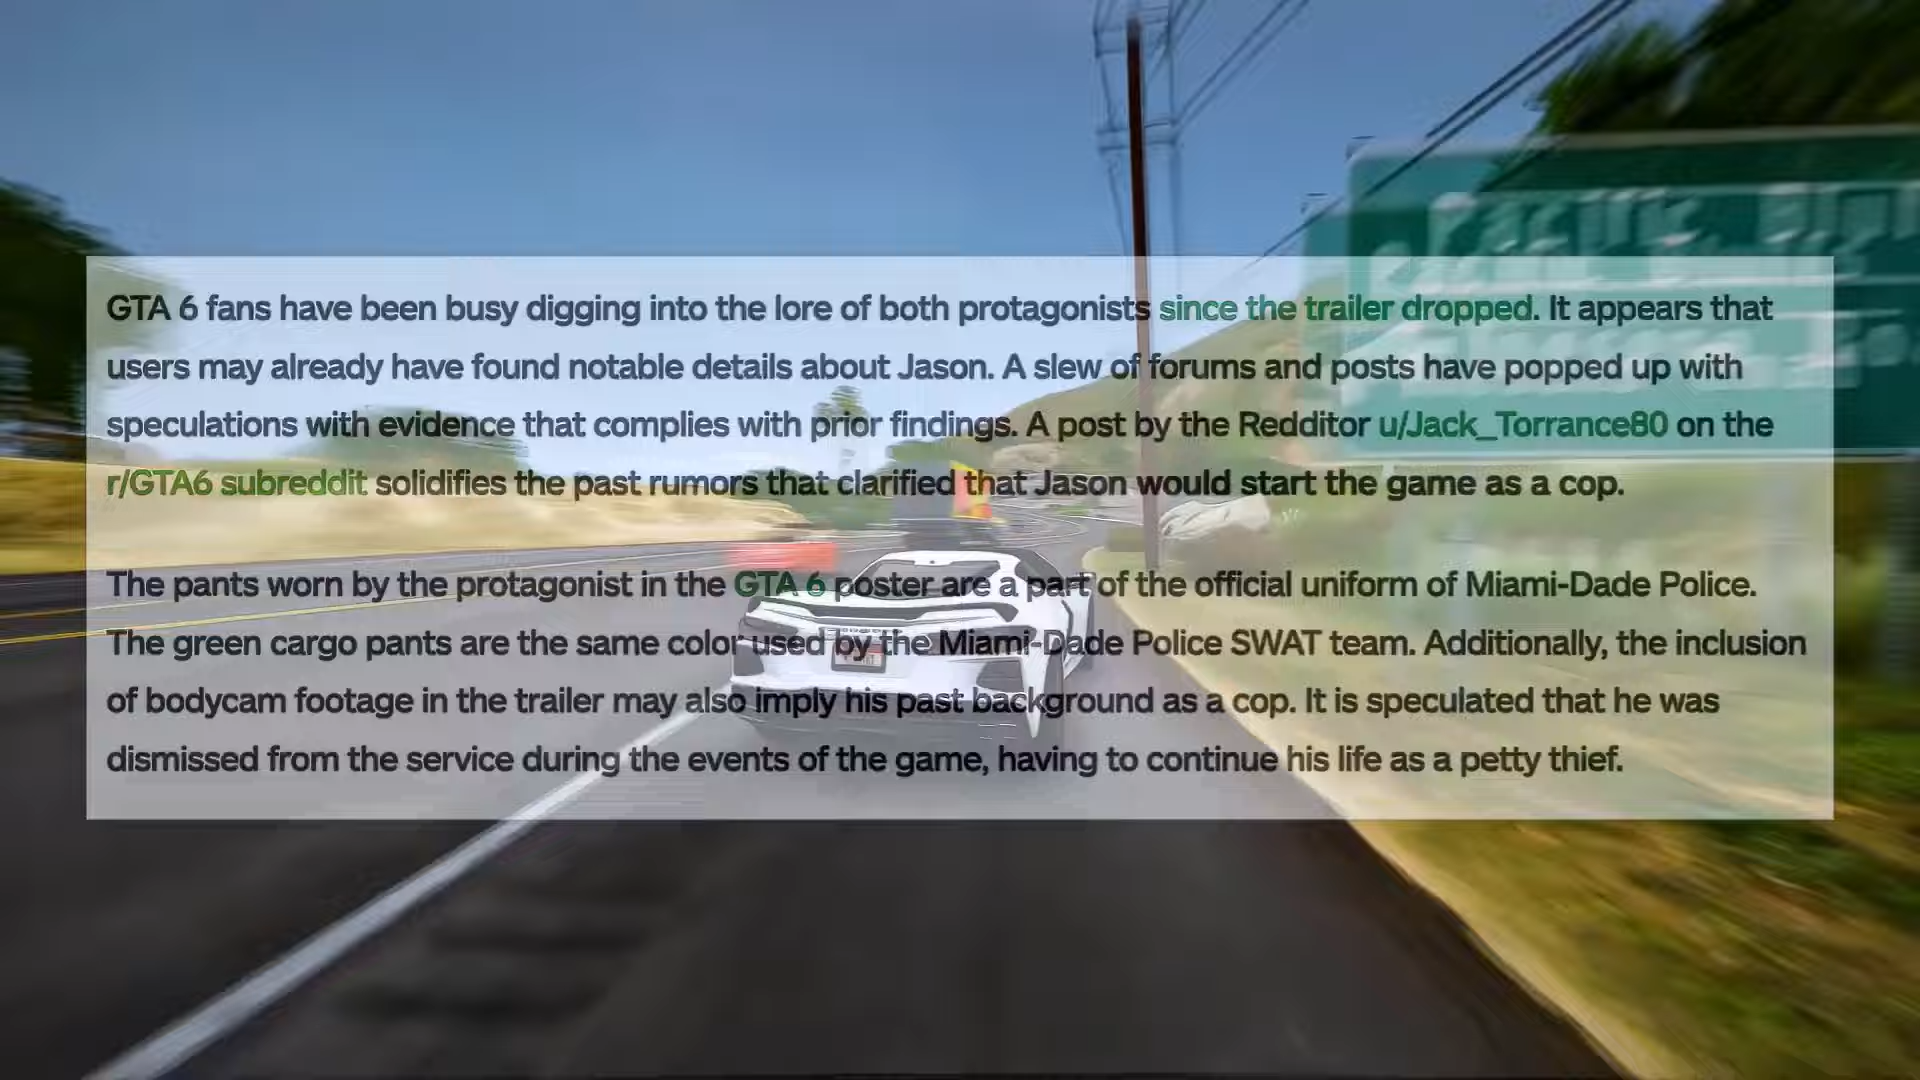 GTA 6 fans have been busy digging into the lore of both protagonists since the trailer dropped. It appears that
users may already have found notable details about Jason. A slew of forums and posts have popped up with
speculations with evidence that complies with prior findings. A post by the Redditor u/Jack_Torrance80 on the
r/GTA6 subreddit solidifies the past rumors that clarified that Jason would start the game as a cop.
The pants worn by the protagonist in the GTA 6 poster are a part of the official uniform of Miami-Dade Police.
The green cargo pants are the same color used by the Miami-Dade Police SWAT team. Additionally, the inclusion
of bodycam footage in the trailer may also imply his past background as a cop. It is speculated that he was
dismissed from the service during the events of the game, having to continue his life as a petty thief.